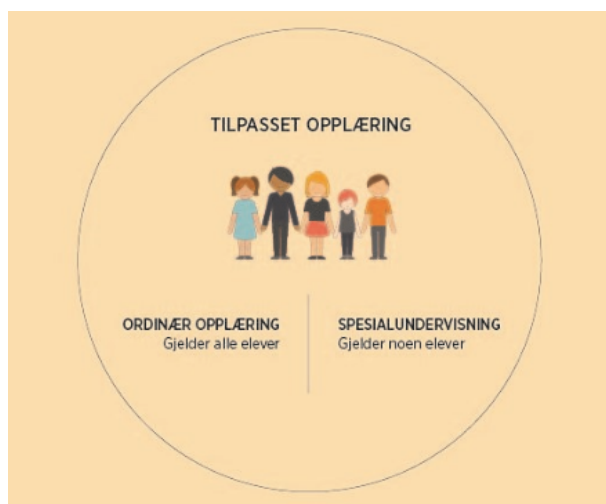 TILPASSET OPPLÆRING
ORDINÆR OPPLÆRING
Gjelder alle elever
SPESIALUNDERVISNING
Gjelder noen elever